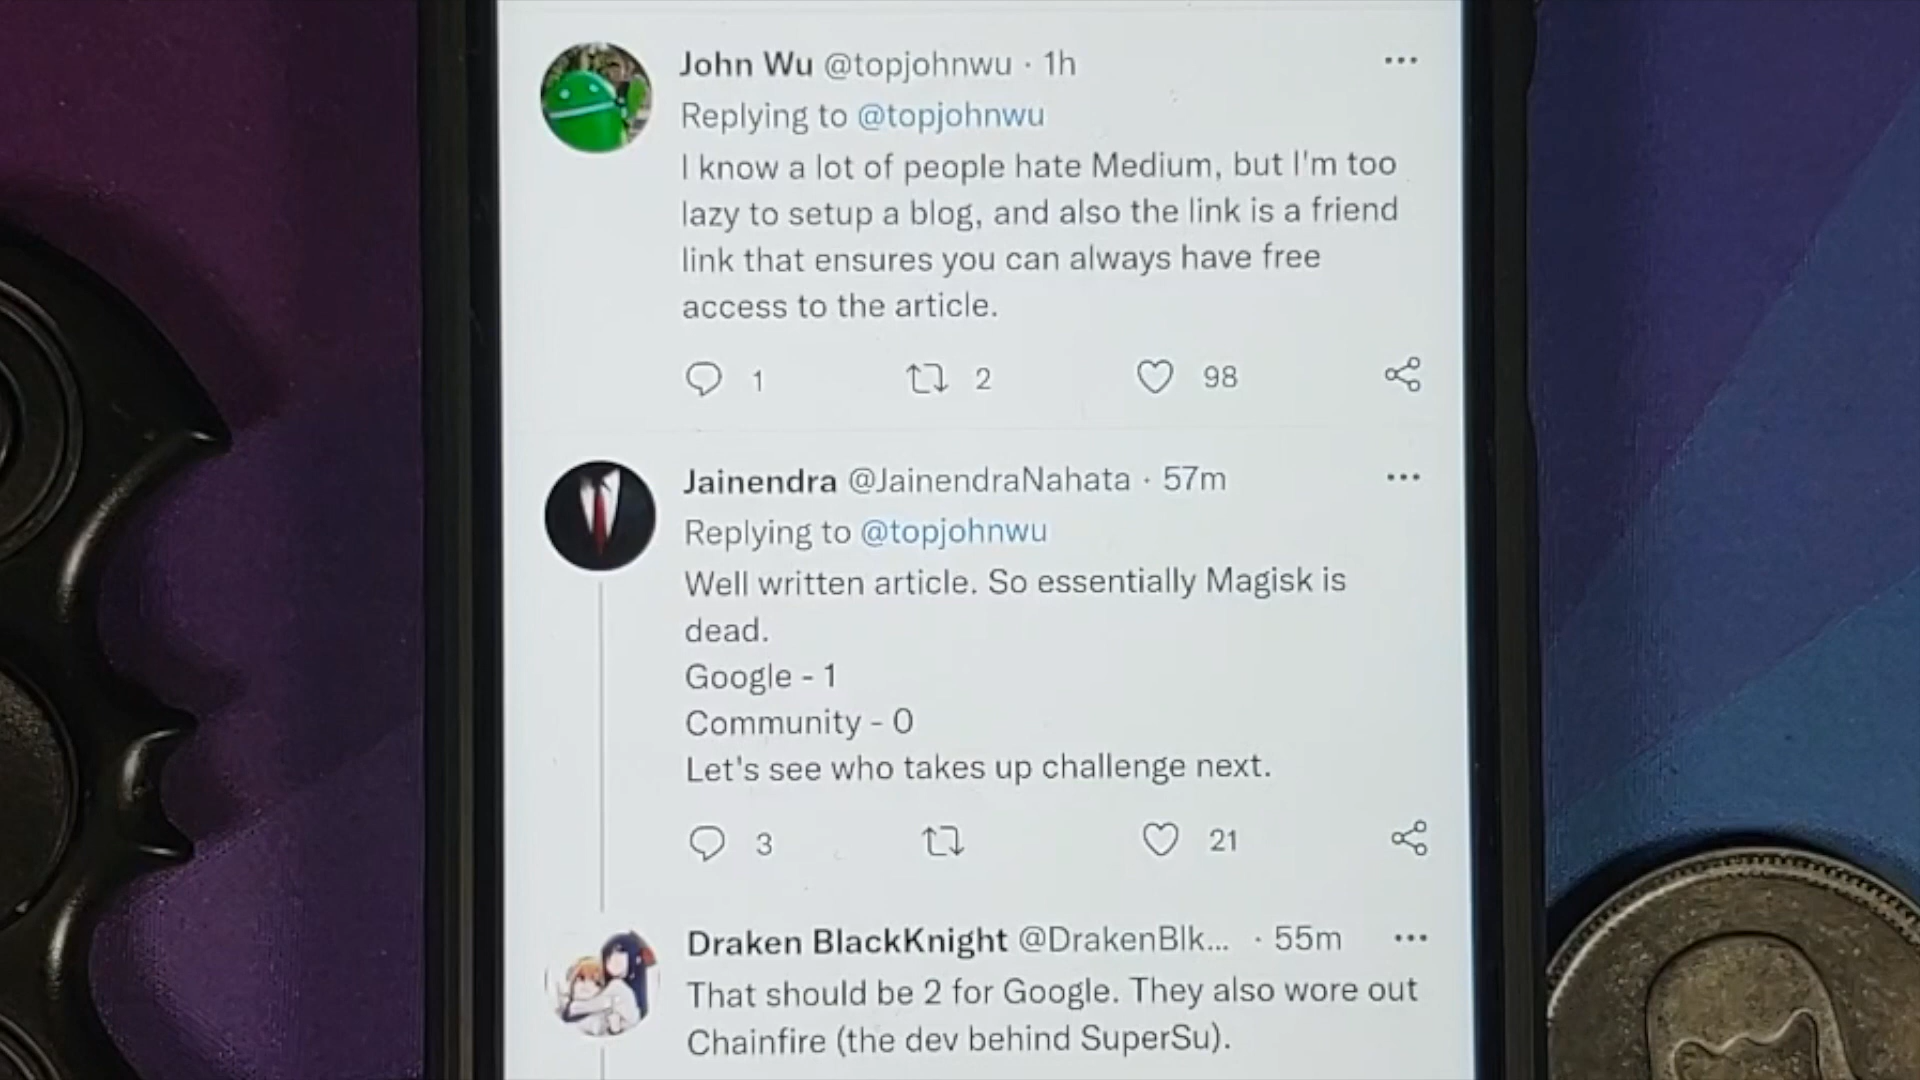 John Wu @topjohnwu · 1h
Replying to @topjohnwu
I know a lot of people hate Medium, but I'm too
lazy to setup a blog, and also the link is a friend
link that ensures you can always have free
access to the article.
1 2 98
Jainendra @JainendraNahata · 57m
Replying to @topjohnwu
Well written article. So essentially Magisk is
dead.
Google - 1
Community - 0
Let's see who takes up challenge next.
3 21
Draken BlackKnight @DrakenBlk... · 55m
That should be 2 for Google. They also wore out
Chainfire (the dev behind SuperSu).